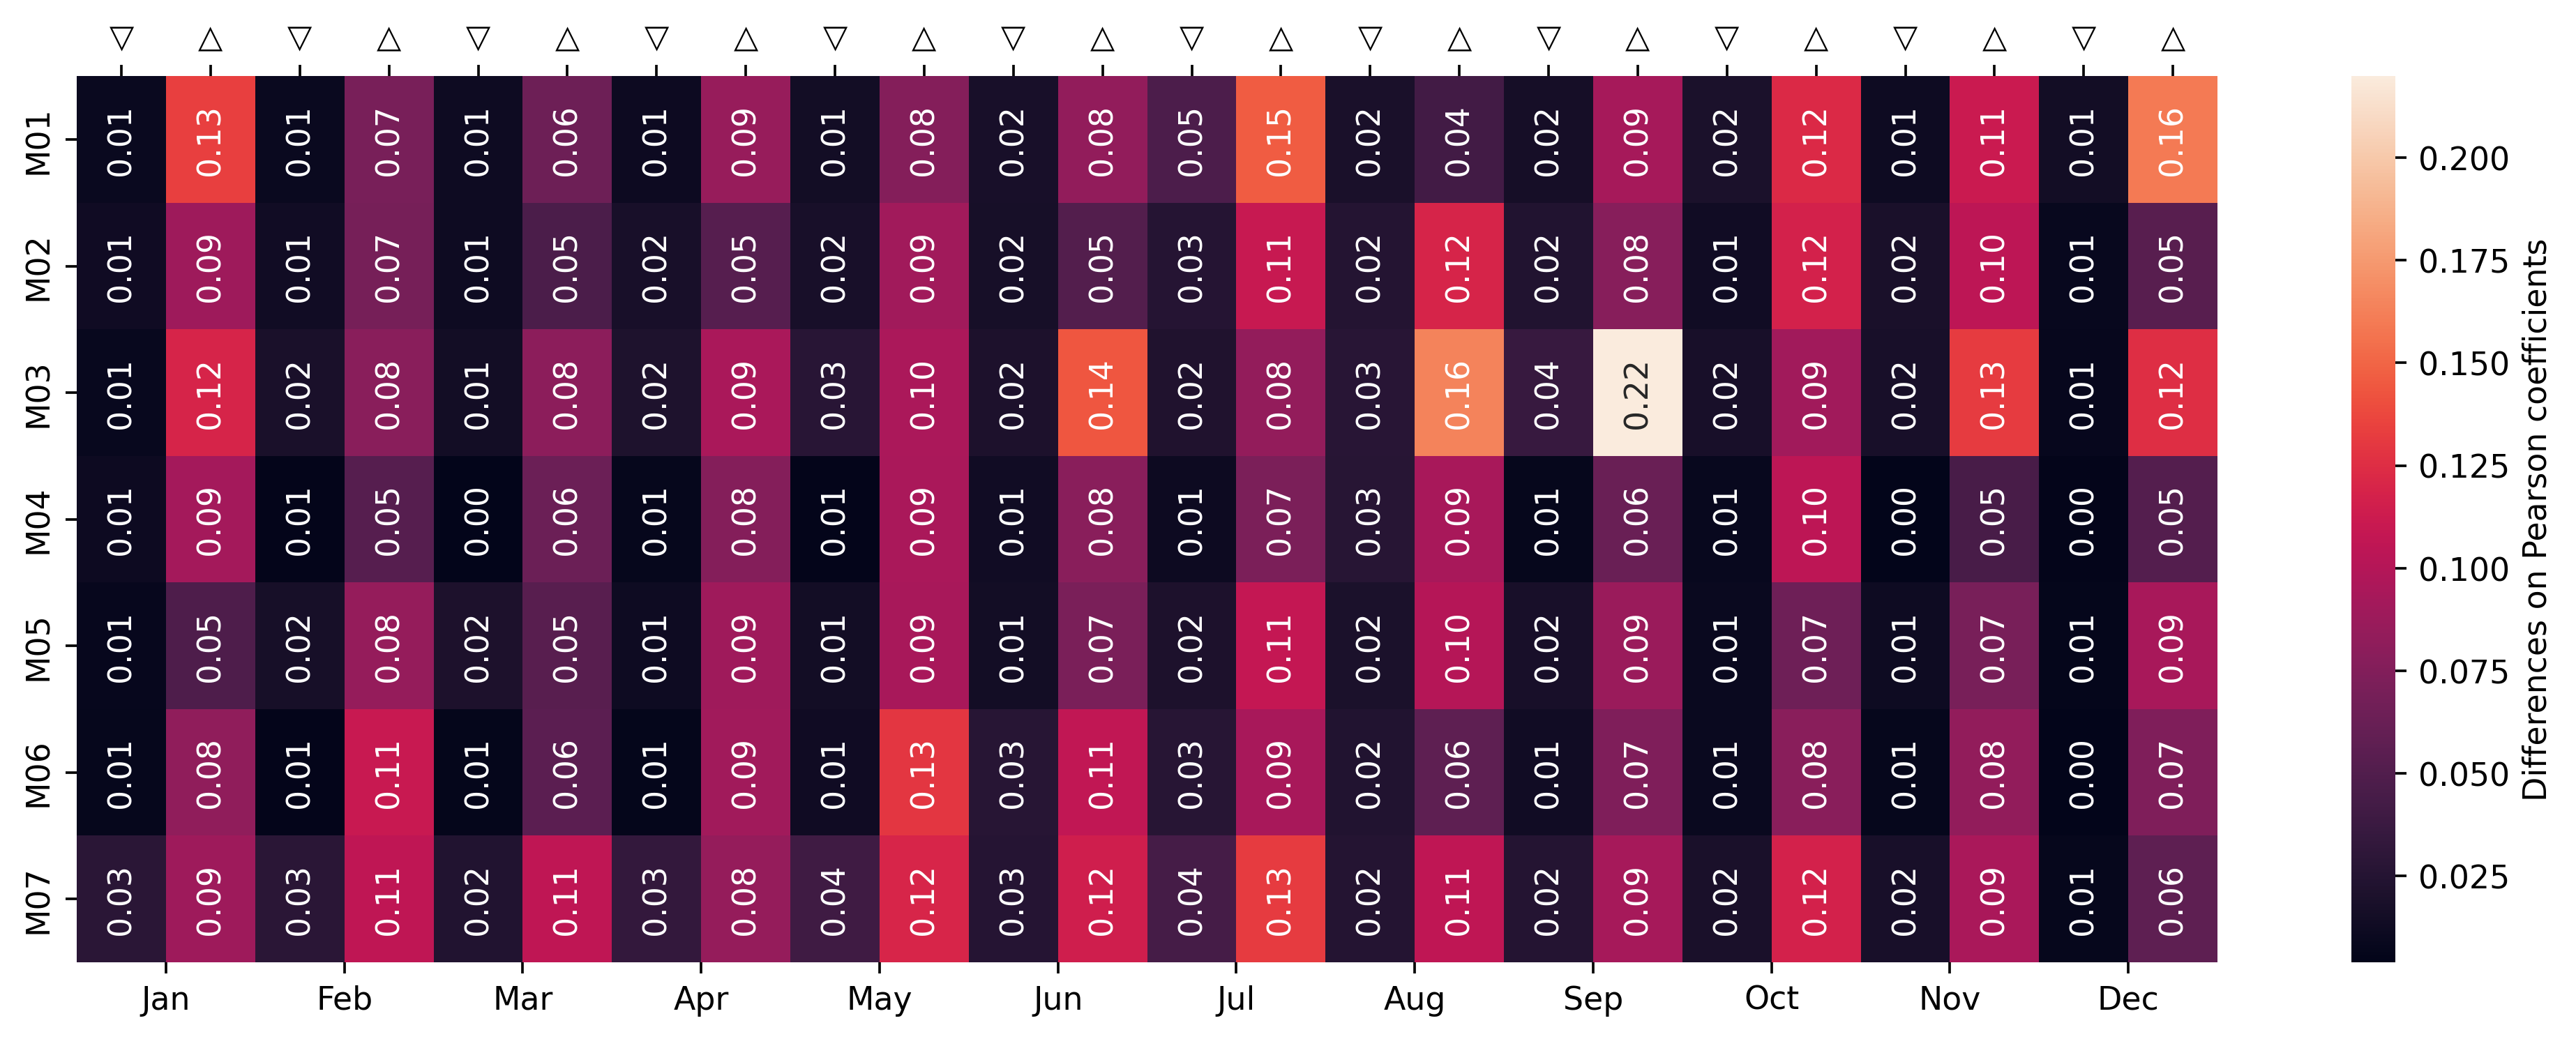 ▽ △ ▽ △ ▽ △ ▽ △ ▽ △ ▽ △ ▽ △ ▽ △ ▽ △ ▽ △ ▽ △ ▽ △
M01 0.01 0.13 0.01 0.07 0.01 0.06 0.01 0.09 0.01 0.08 0.02 0.08 0.05 0.15 0.02 0.04 0.02 0.09 0.02 0.12 0.01 0.11 0.01 0.16
M02 0.01 0.09 0.01 0.07 0.01 0.05 0.02 0.05 0.02 0.09 0.02 0.05 0.03 0.11 0.02 0.12 0.02 0.08 0.01 0.12 0.02 0.10 0.01 0.05
M03 0.01 0.12 0.02 0.08 0.01 0.08 0.02 0.09 0.03 0.10 0.02 0.14 0.02 0.08 0.03 0.16 0.04 0.22 0.02 0.09 0.02 0.13 0.01 0.12
M04 0.01 0.09 0.01 0.05 0.00 0.06 0.01 0.08 0.01 0.09 0.01 0.08 0.01 0.07 0.03 0.09 0.01 0.06 0.01 0.10 0.00 0.05 0.00 0.05
M05 0.01 0.05 0.02 0.08 0.02 0.05 0.01 0.09 0.01 0.09 0.01 0.07 0.02 0.11 0.02 0.10 0.02 0.09 0.01 0.07 0.01 0.07 0.01 0.09
M06 0.01 0.08 0.01 0.11 0.01 0.06 0.01 0.09 0.01 0.13 0.03 0.11 0.03 0.09 0.02 0.06 0.01 0.07 0.01 0.08 0.01 0.08 0.00 0.07
M07 0.03 0.09 0.03 0.11 0.02 0.11 0.03 0.08 0.04 0.12 0.03 0.12 0.04 0.13 0.02 0.11 0.02 0.09 0.02 0.12 0.02 0.09 0.01 0.06
Jan Feb Mar Apr May Jun Jul Aug Sep Oct Nov Dec
0.200
0.175
0.150
0.125
0.100
0.075
0.050
0.025
Differences on Pearson coefficients